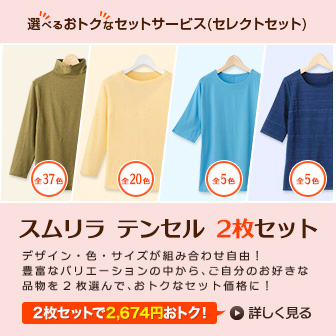 選べるおトクなセットサービス(セレクトセット)
全37色
全20色
全5色
全5色
スムリラ テンセル 2枚セット
デザイン・色・サイズが組み合わせ自由！
豊富なバリエーションの中から、ご自分のお好きな
品物を2枚選んで、おトクなセット価格に！
2枚セットで2,674円おトク！
詳しく見る